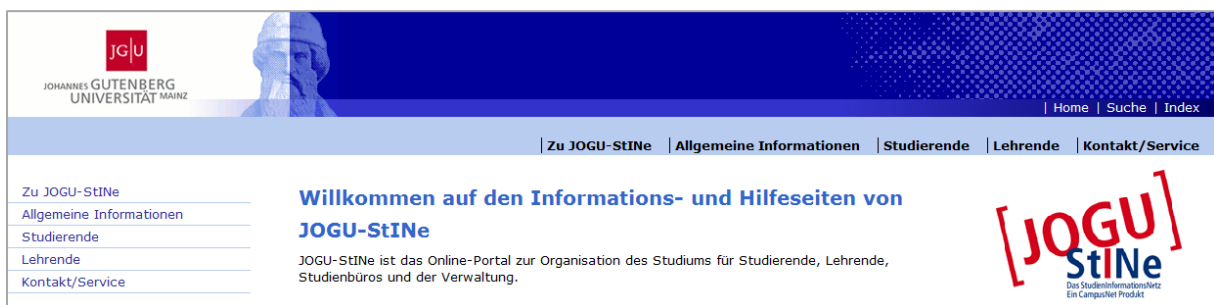 JG|U
JOHANNES GUTENBERG
UNIVERSITÄT MAINZ
| Home | Suche | Index
| Zu JOGU-StINe | Allgemeine Informationen | Studierende | Lehrende | Kontakt/Service
Zu JOGU-StINe
Allgemeine Informationen
Studierende
Lehrende
Kontakt/Service
Willkommen auf den Informations- und Hilfeseiten von
JOGU-StINe
JOGU-StINe ist das Online-Portal zur Organisation des Studiums für Studierende, Lehrende,
Studienbüros und der Verwaltung.
[JOGU]
StINe
Das StudienInformationsNetz
Ein CampusNet Produkt